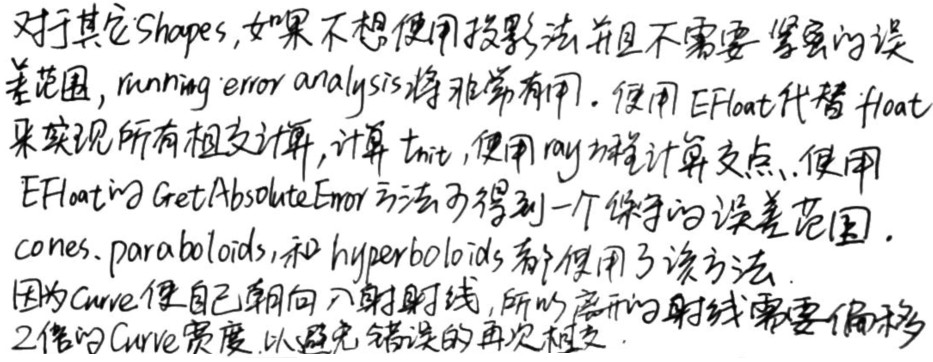 对于其它Shapes,如果不想使用投影法并且不需要紧密的误
差范围, running error analysis将非常有用. 使用EFloat代替float
来实现所有相交计算,计算thit,使用ray方程计算交点.使用
EFloat的GetAbsoluteError方法可得到一个保守的误差范围.
cones.paraboloids,和hyperboloids都使用了该方法.
因为Curve使自己朝向入射射线,所以离开的射线需要偏移
2倍的Curve宽度.以避免错误的再次相交.